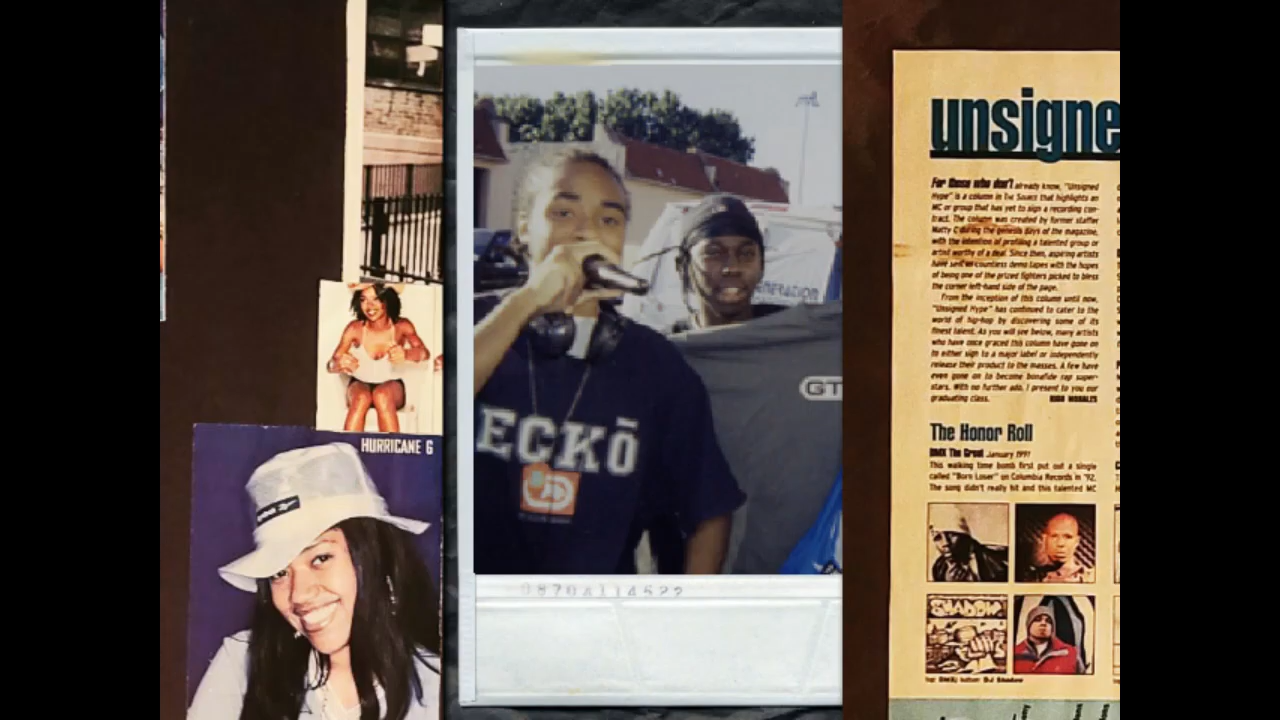 HURRICANE G
GENERATION
GT
ECKŌ
unsigne
For those who don't already know, "Unsigned
Hype" is a column in The Source that highlights an
MC or group that has yet to sign a recording con-
tract. The column was created by former staffer
Matty C during the genesis days of the magazine,
with the intention of profiling a talented group or
artist worthy of a deal. Since then, aspiring artists
have sent in countless demo tapes with the hopes
of being one of the prized fighters picked to bless
the corner left-hand side of the page.
From the inception of this column until now,
"Unsigned Hype" has continued to cater to the
world of hip-hop by discovering some of its
finest talent. As you will see below, many artists
who have once graced this column have gone on
to either sign to a major label or independently
release their product to the masses. A few have
even gone on to become bonafide rap super-
stars. With no further ado, I present to you our
graduating class.
The Honor Roll
DMX The Great January 1991
This walking time bomb first put out a single
called "Born Loser" on Columbia Records in '92.
The song didn't really hit and this talented MC
SHADOW
top: DMX; bottom: DJ Shadow